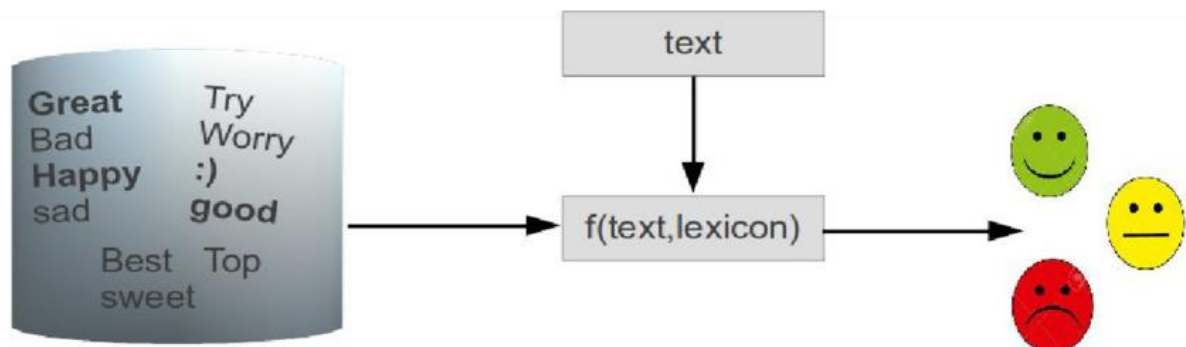 text
Great Try
Bad Worry
Happy :)
sad good
Best Top
sweet
f(text,lexicon)